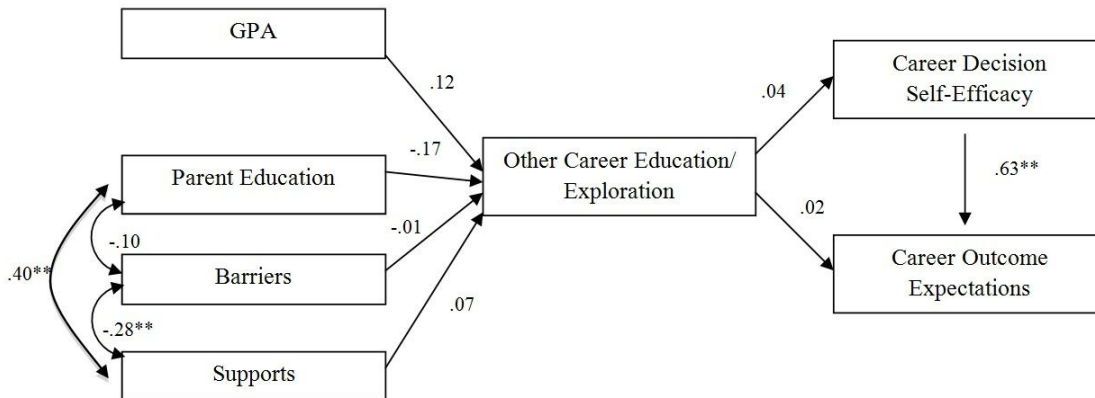 GPA
.12
Parent Education
-.17
-.10
-.01
Barriers
.40**
-.28**
.07
Supports
Other Career Education/
Exploration
.04
.02
Career Decision
Self-Efficacy
.63**
Career Outcome
Expectations